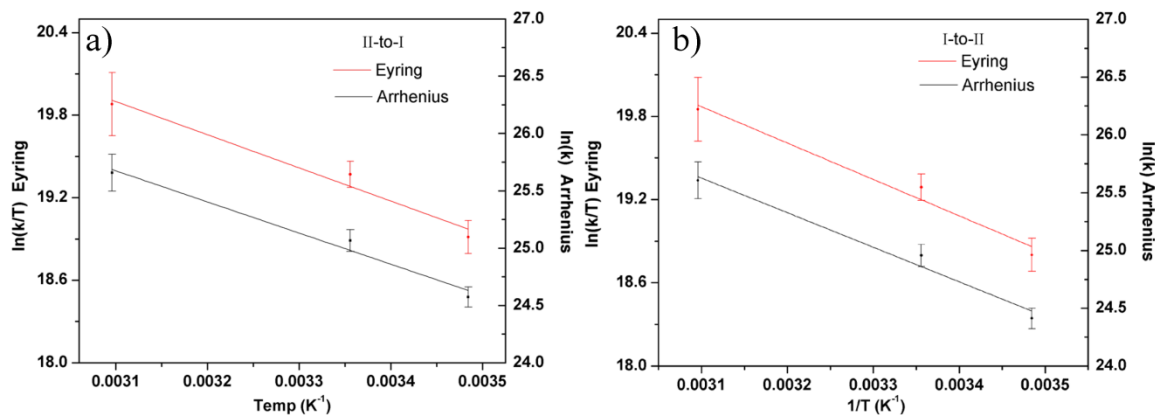 a)
II-to-I
Eyring
Arrhenius
ln(k/T) Eyring
20.4
19.8
19.2
18.6
18.0
27.0
26.5
26.0
25.5
25.0
24.5
24.0
ln(k) Arrhenius
0.0031 0.0032 0.0033 0.0034 0.0035
Temp (K-1)
b)
I-to-II
Eyring
Arrhenius
ln(k/T) Eyring
20.4
19.8
19.2
18.6
18.0
27.0
26.5
26.0
25.5
25.0
24.5
24.0
ln(k) Arrhenius
0.0031 0.0032 0.0033 0.0034 0.0035
1/T (K-1)